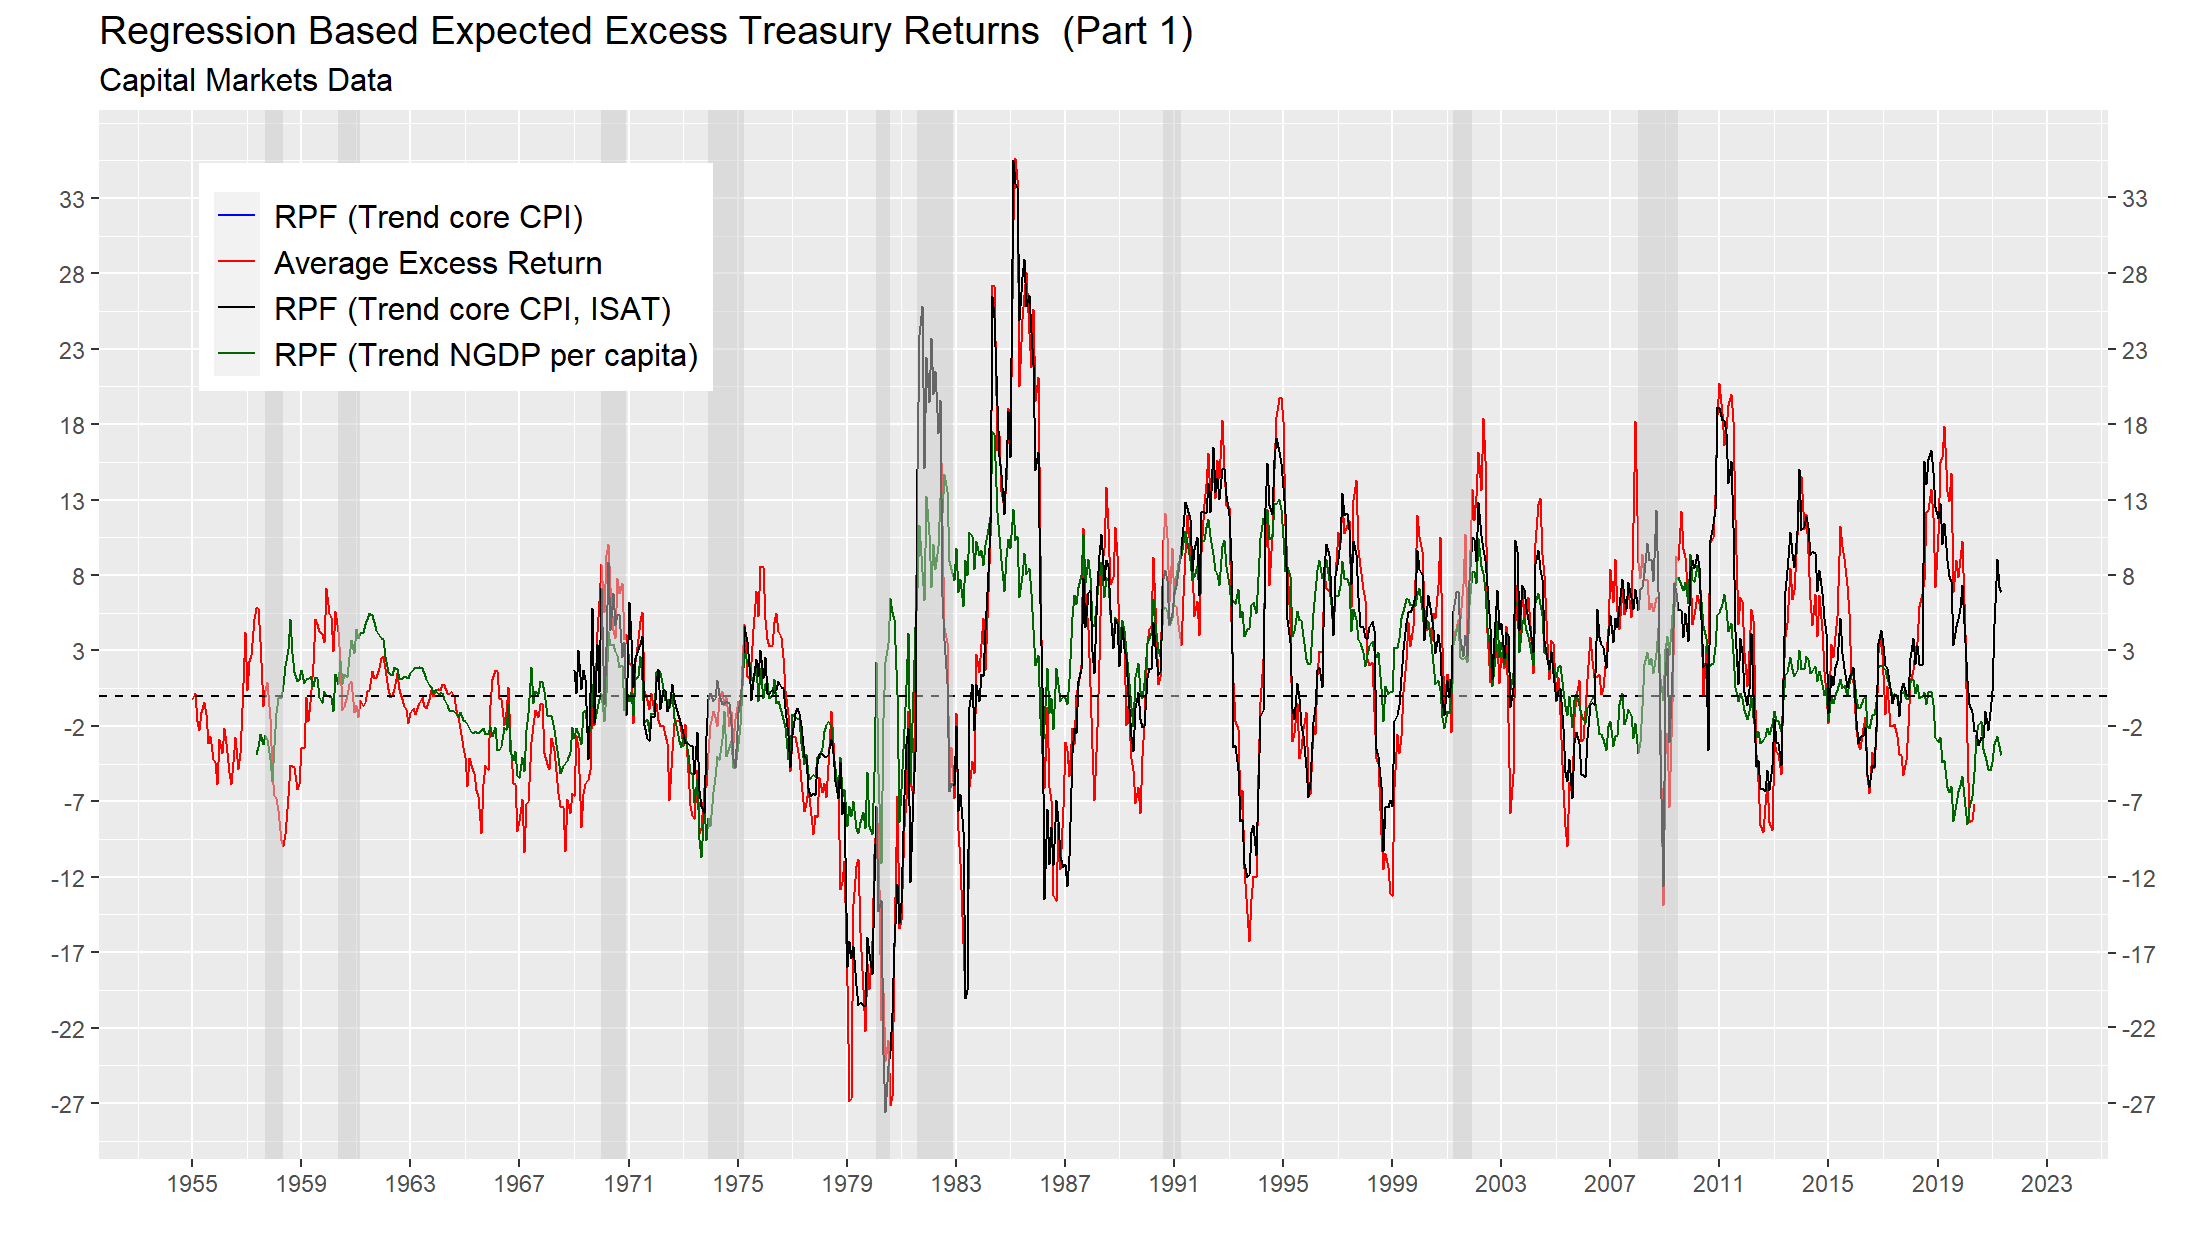 Regression Based Expected Excess Treasury Returns  (Part 1)
Capital Markets Data
RPF (Trend core CPI)
Average Excess Return
RPF (Trend core CPI, ISAT)
RPF (Trend NGDP per capita)
33 33
28 28
23 23
18 18
13 13
8 8
3 3
-2 -2
-7 -7
-12 -12
-17 -17
-22 -22
-27 -27
1955 1959 1963 1967 1971 1975 1979 1983 1987 1991 1995 1999 2003 2007 2011 2015 2019 2023